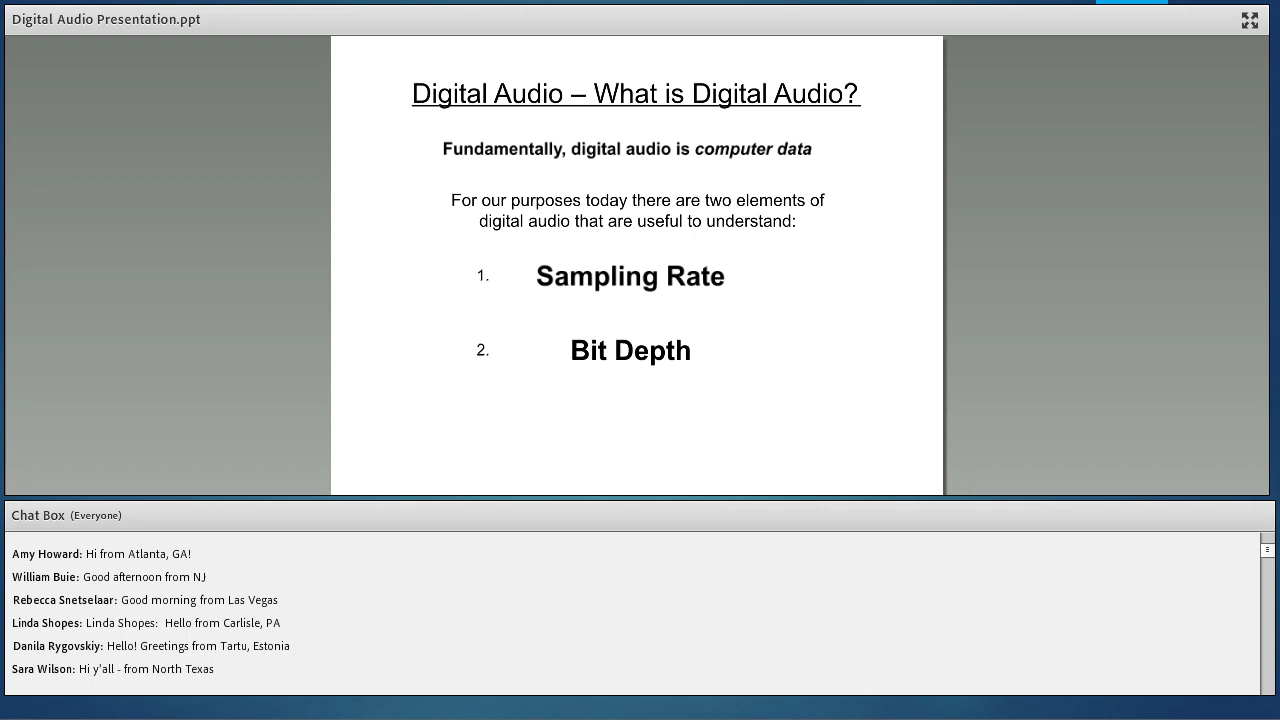 Digital Audio Presentation.ppt
Digital Audio – What is Digital Audio?
Fundamentally, digital audio is computer data
For our purposes today there are two elements of
digital audio that are useful to understand:
1. Sampling Rate
2. Bit Depth
Chat Box (Everyone)
Amy Howard: Hi from Atlanta, GA!
William Buie: Good afternoon from NJ
Rebecca Snetselaar: Good morning from Las Vegas
Linda Shopes: Linda Shopes: Hello from Carlisle, PA
Danila Rygovskiy: Hello! Greetings from Tartu, Estonia
Sara Wilson: Hi y'all - from North Texas